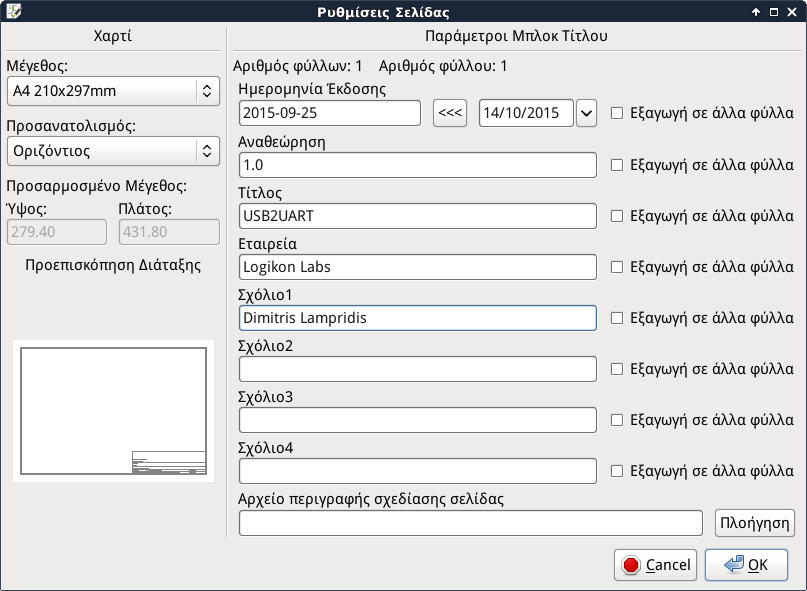 Ρυθμίσεις Σελίδας
Χαρτί
Μέγεθος:
A4 210x297mm
Προσανατολισμός:
Οριζόντιος
Προσαρμοσμένο Μέγεθος:
Ύψος: Πλάτος:
279.40 431.80
Προεπισκόπηση Διάταξης
Παράμετροι Μπλοκ Τίτλου
Αριθμός φύλλων: 1 Αριθμός φύλλου: 1
Ημερομηνία Έκδοσης
2015-09-25 <<< 14/10/2015 Εξαγωγή σε άλλα φύλλα
Αναθεώρηση
1.0 Εξαγωγή σε άλλα φύλλα
Τίτλος
USB2UART Εξαγωγή σε άλλα φύλλα
Εταιρεία
Logikon Labs Εξαγωγή σε άλλα φύλλα
Σχόλιο1
Dimitris Lampridis Εξαγωγή σε άλλα φύλλα
Σχόλιο2
Εξαγωγή σε άλλα φύλλα
Σχόλιο3
Εξαγωγή σε άλλα φύλλα
Σχόλιο4
Εξαγωγή σε άλλα φύλλα
Αρχείο περιγραφής σχεδίασης σελίδας
Πλοήγηση
Cancel OK